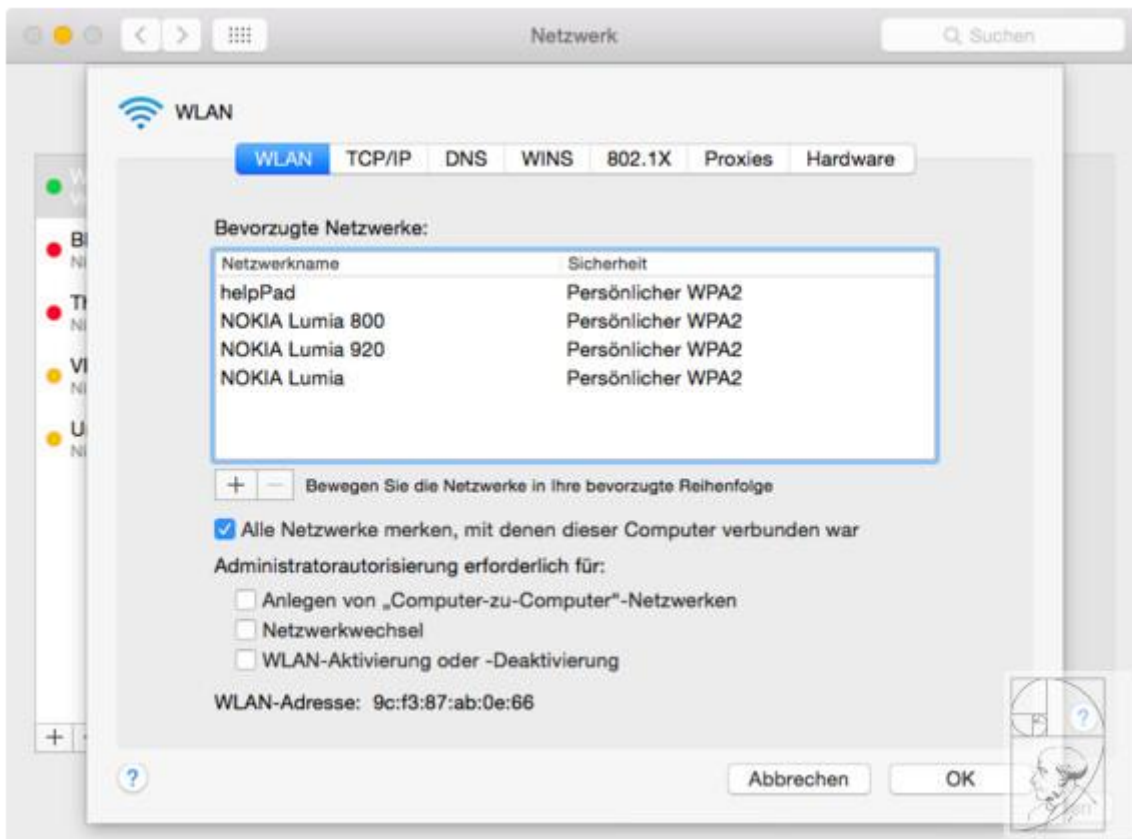 Netzwerk
Suchen
WLAN
WLAN TCP/IP DNS WINS 802.1X Proxies Hardware
Bevorzugte Netzwerke:
Netzwerkname Sicherheit
helpPad Persönlicher WPA2
NOKIA Lumia 800 Persönlicher WPA2
NOKIA Lumia 920 Persönlicher WPA2
NOKIA Lumia Persönlicher WPA2
+ − Bewegen Sie die Netzwerke in Ihre bevorzugte Reihenfolge
Alle Netzwerke merken, mit denen dieser Computer verbunden war
Administratorautorisierung erforderlich für:
Anlegen von „Computer-zu-Computer“-Netzwerken
Netzwerkwechsel
WLAN-Aktivierung oder -Deaktivierung
WLAN-Adresse: 9c:f3:87:ab:0e:66
? Abbrechen OK